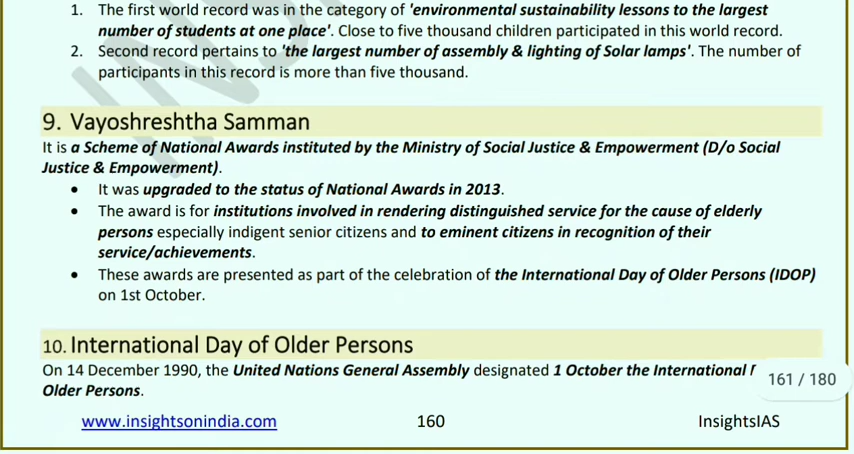 1. The first world record was in the category of 'environmental sustainability lessons to the largest
number of students at one place'. Close to five thousand children participated in this world record.
2. Second record pertains to 'the largest number of assembly & lighting of Solar lamps'. The number of
participants in this record is more than five thousand.
9. Vayoshreshtha Samman
It is a Scheme of National Awards instituted by the Ministry of Social Justice & Empowerment (D/o Social
Justice & Empowerment).
• It was upgraded to the status of National Awards in 2013.
• The award is for institutions involved in rendering distinguished service for the cause of elderly
persons especially indigent senior citizens and to eminent citizens in recognition of their
service/achievements.
• These awards are presented as part of the celebration of the International Day of Older Persons (IDOP)
on 1st October.
10. International Day of Older Persons
On 14 December 1990, the United Nations General Assembly designated 1 October the International
Older Persons.
161 / 180
www.insightsonindia.com 160 InsightsIAS